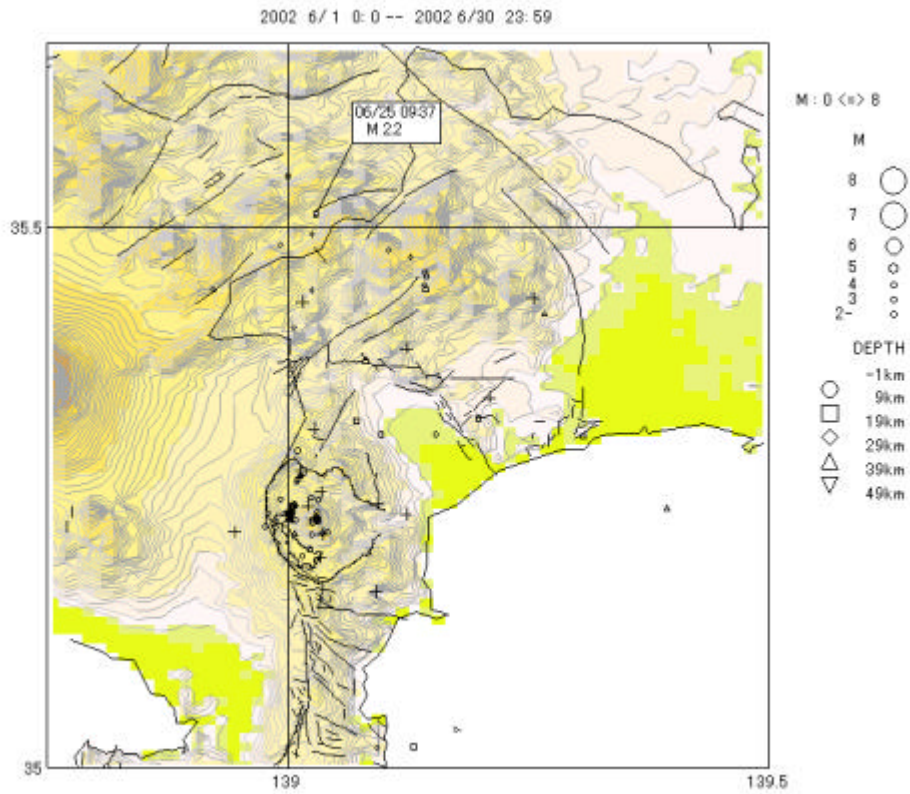 2002 6/ 1 0: 0 -- 2002 6/30 23:59
06/25 09:37
M 2.2
M : 0 <=> 8
M
8
7
6
5
4
3
2-
DEPTH
-1km
9km
19km
29km
39km
49km
35.5
35
139
139.5